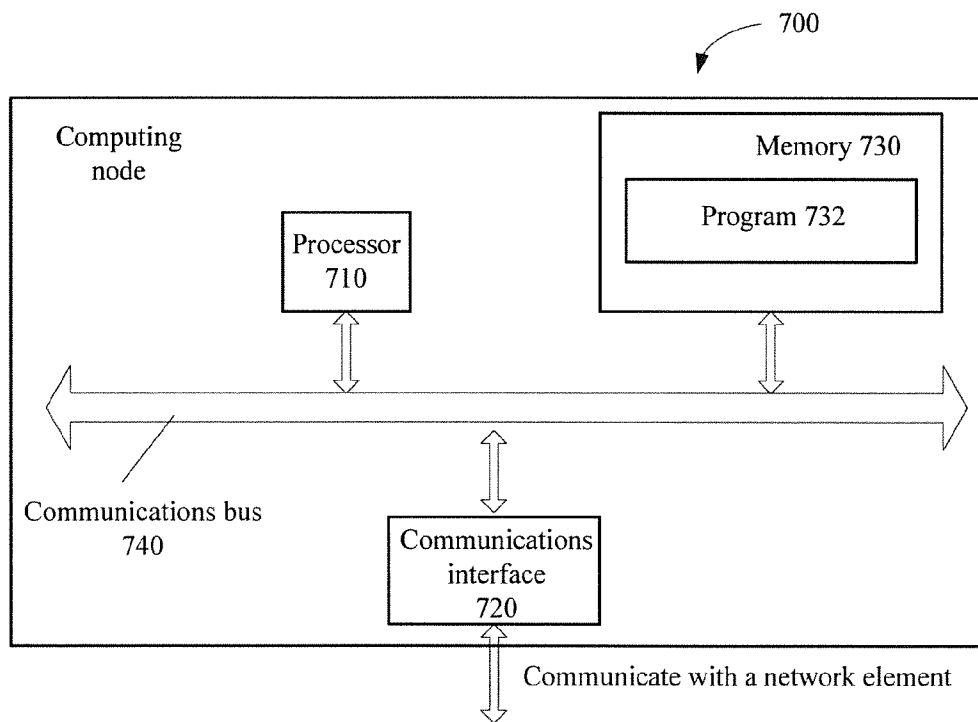 700
Computing
node
Memory 730
Program 732
Processor
710
Communications bus
740
Communications
interface
720
Communicate with a network element